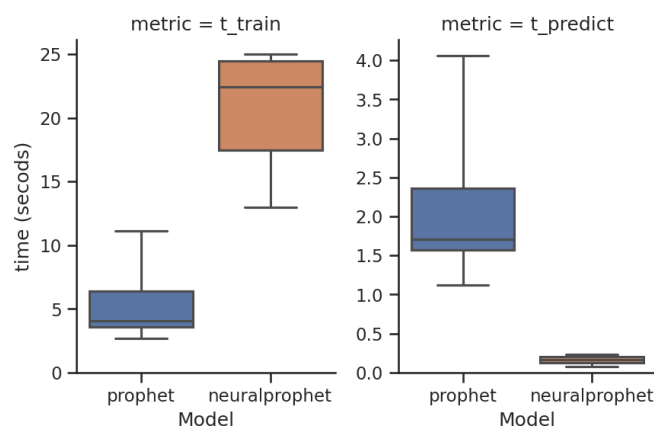 metric = t_train
metric = t_predict
time (secods)
25
20
15
10
5
0
4.0
3.5
3.0
2.5
2.0
1.5
1.0
0.5
0.0
prophet neuralprophet
prophet neuralprophet
Model
Model